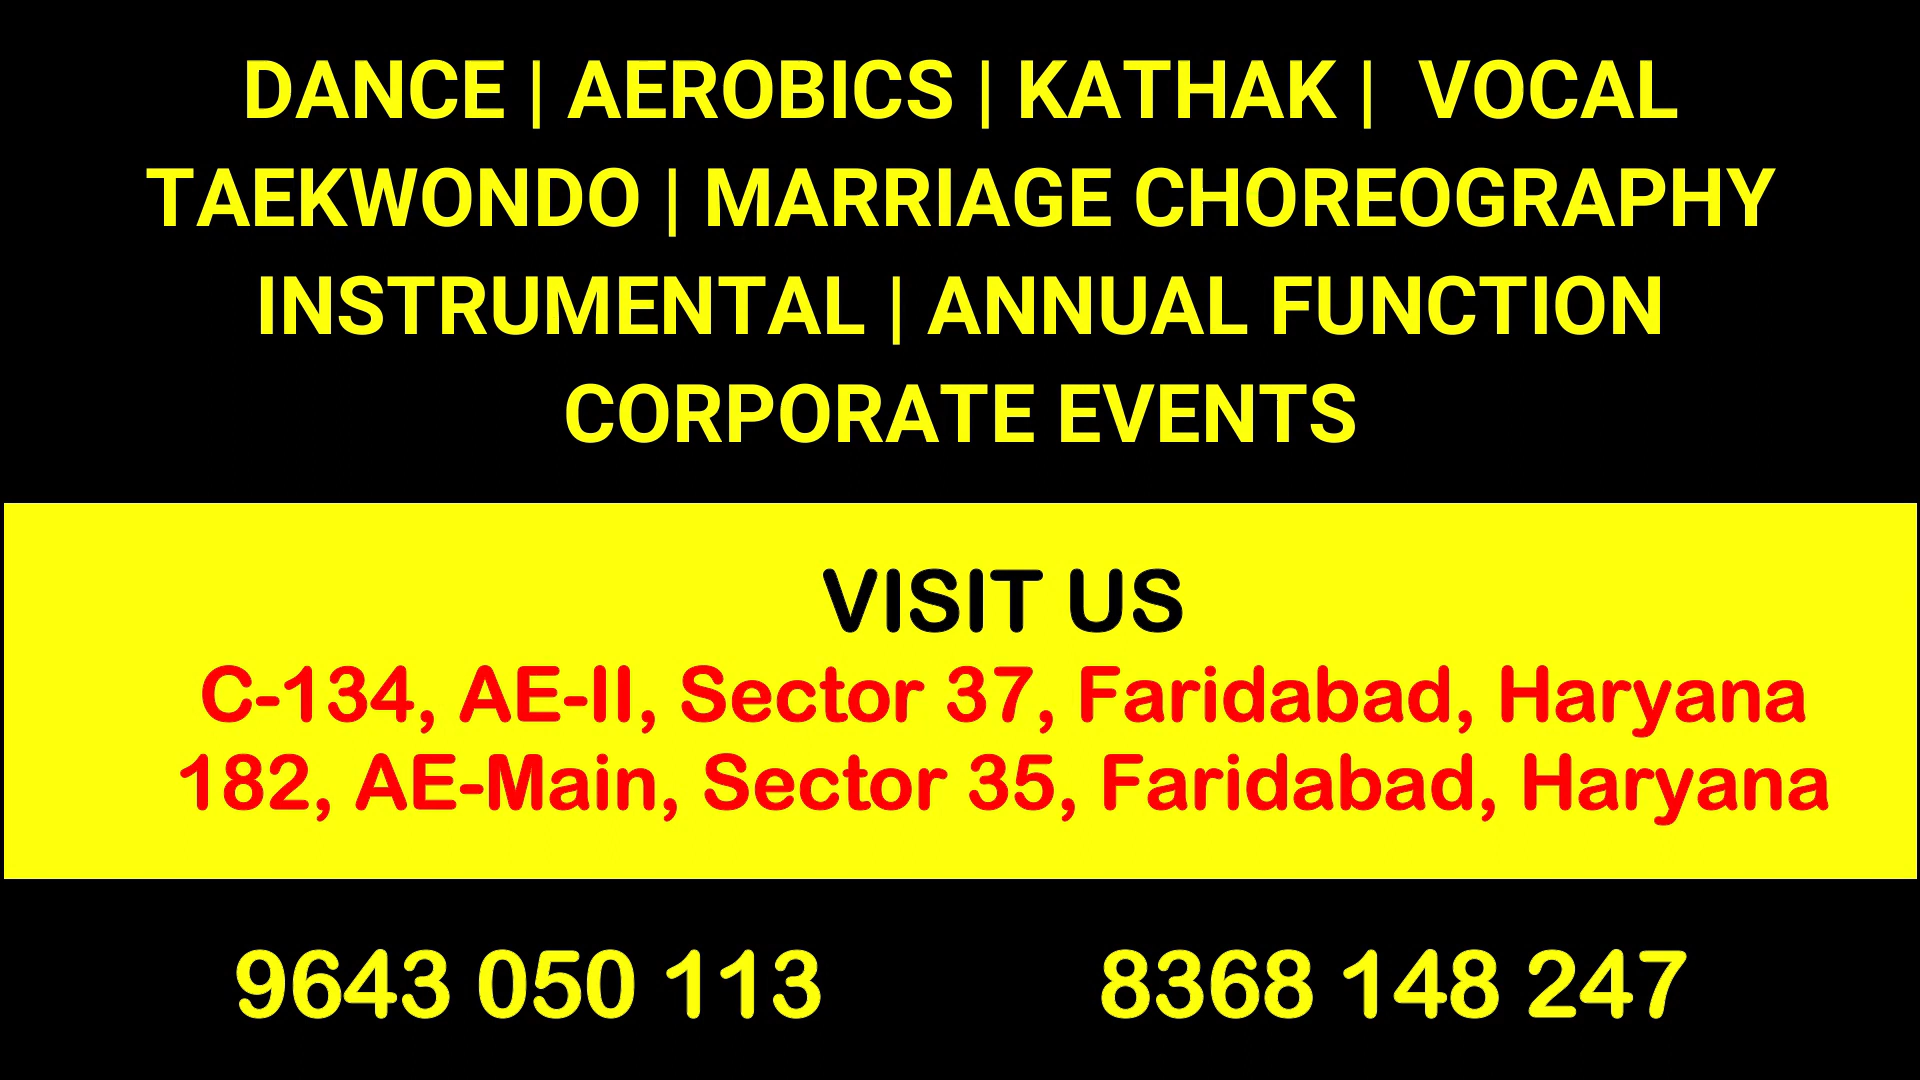 DANCE | AEROBICS | KATHAK | VOCAL
TAEKWONDO | MARRIAGE CHOREOGRAPHY
INSTRUMENTAL | ANNUAL FUNCTION
CORPORATE EVENTS
VISIT US
C-134, AE-II, Sector 37, Faridabad, Haryana
182, AE-Main, Sector 35, Faridabad, Haryana
9643 050 113 8368 148 247